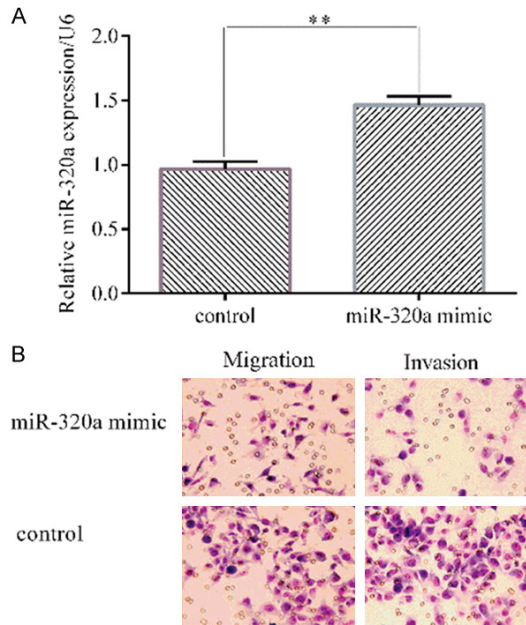 A
Relative miR-320a expression/U6
2.0
1.5
1.0
0.5
0.0
**
control
miR-320a mimic
B
Migration
Invasion
miR-320a mimic
control